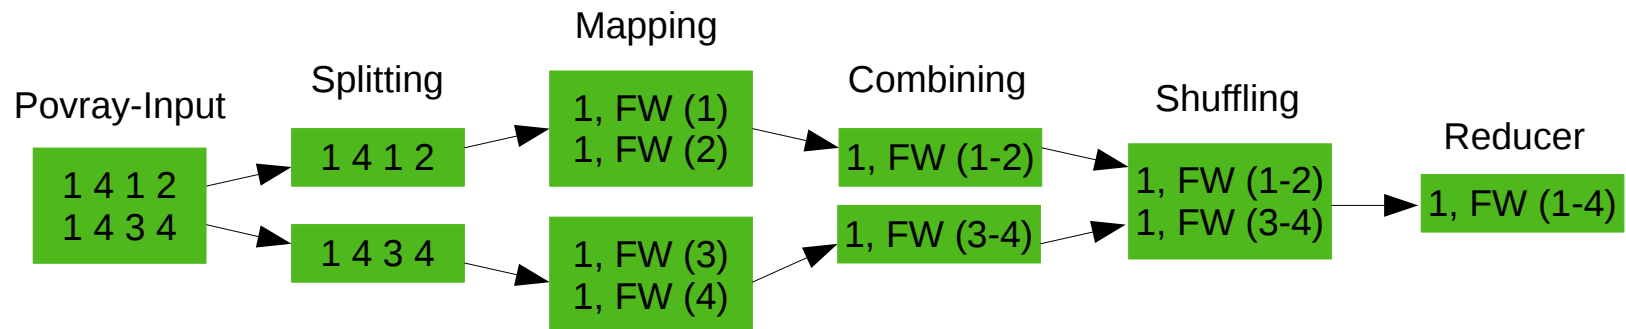 Povray-Input
1 4 1 2
1 4 3 4
Splitting
1 4 1 2
1 4 3 4
Mapping
1, FW (1)
1, FW (2)
1, FW (3)
1, FW (4)
Combining
1, FW (1-2)
1, FW (3-4)
Shuffling
1, FW (1-2)
1, FW (3-4)
Reducer
1, FW (1-4)